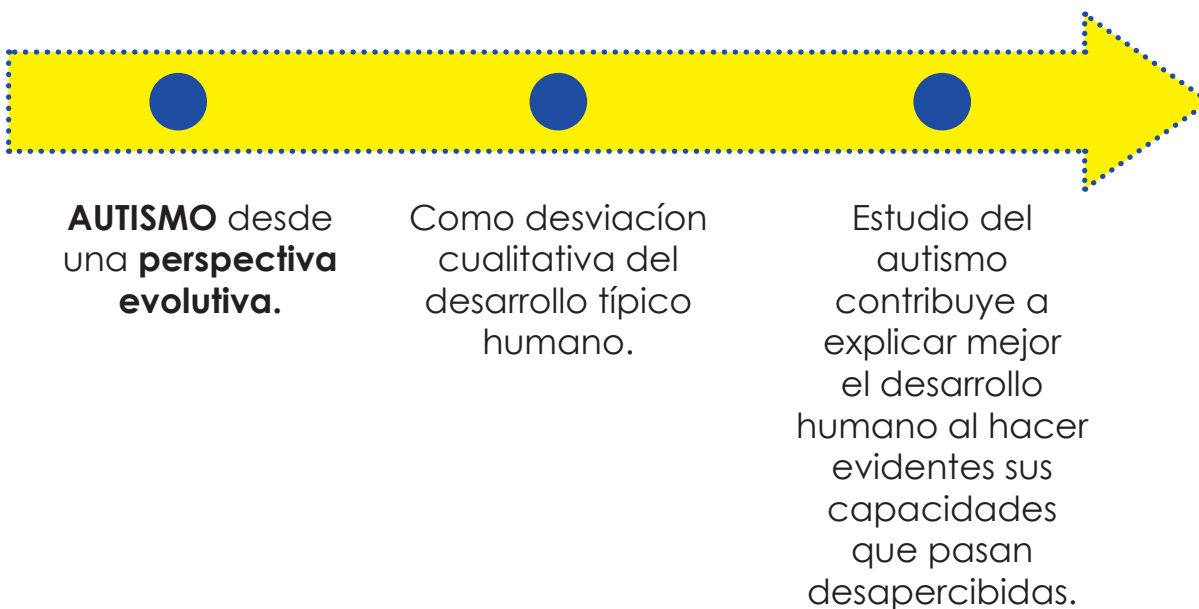 AUTISMO desde
una perspectiva
evolutiva.
Como desviacíon
cualitativa del
desarrollo típico
humano.
Estudio del
autismo
contribuye a
explicar mejor
el desarrollo
humano al hacer
evidentes sus
capacidades
que pasan
desapercibidas.